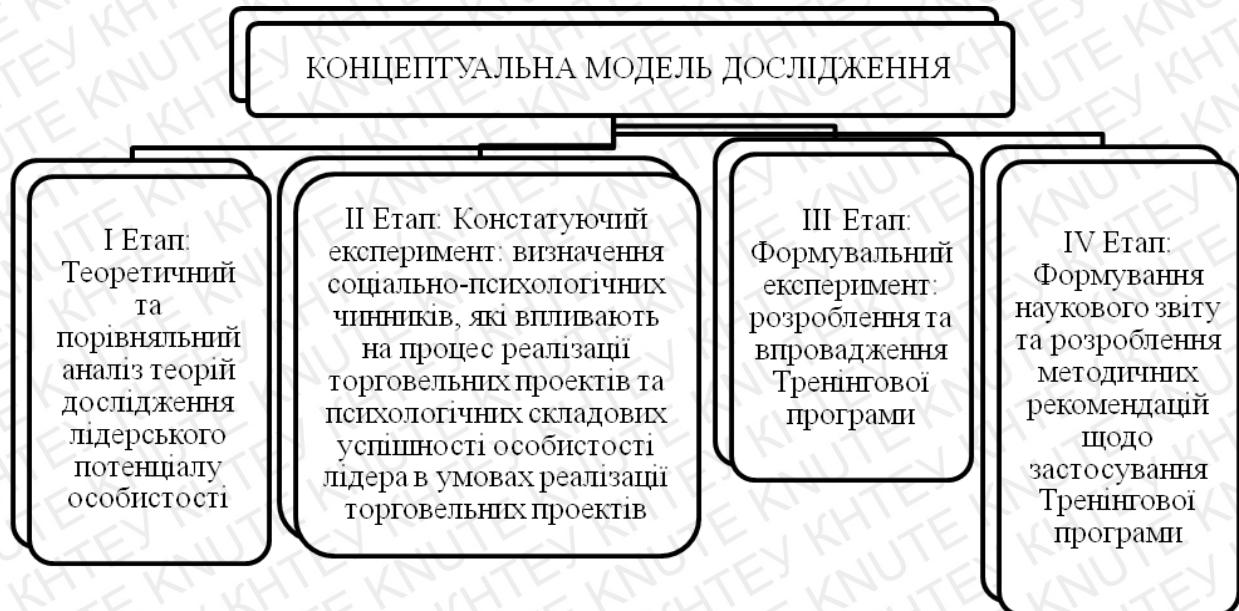 КОНЦЕПТУАЛЬНА МОДЕЛЬ ДОСЛІДЖЕННЯ
І Етап:
Теоретичний
та
порівняльний
аналіз теорій
дослідження
лідерського
потенціалу
особистості
ІІ Етап: Констатуючий
експеримент: визначення
соціально-психологічних
чинників, які впливають
на процес реалізації
торговельних проектів та
психологічних складових
успішності особистості
лідера в умовах реалізації
торговельних проектів
ІІІ Етап:
Формувальний
експеримент:
розроблення та
впровадження
Тренінгової
програми
IV Етап:
Формування
наукового звіту
та розроблення
методичних
рекомендацій
щодо
застосування
Тренінгової
програми